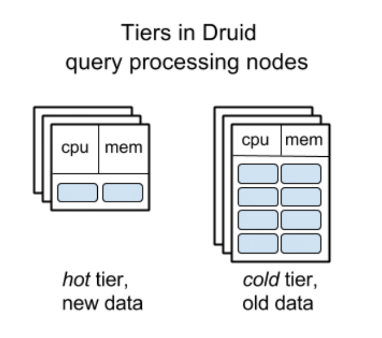 Tiers in Druid
query processing nodes
cpu mem
cpu mem
hot tier,
new data
cold tier,
old data